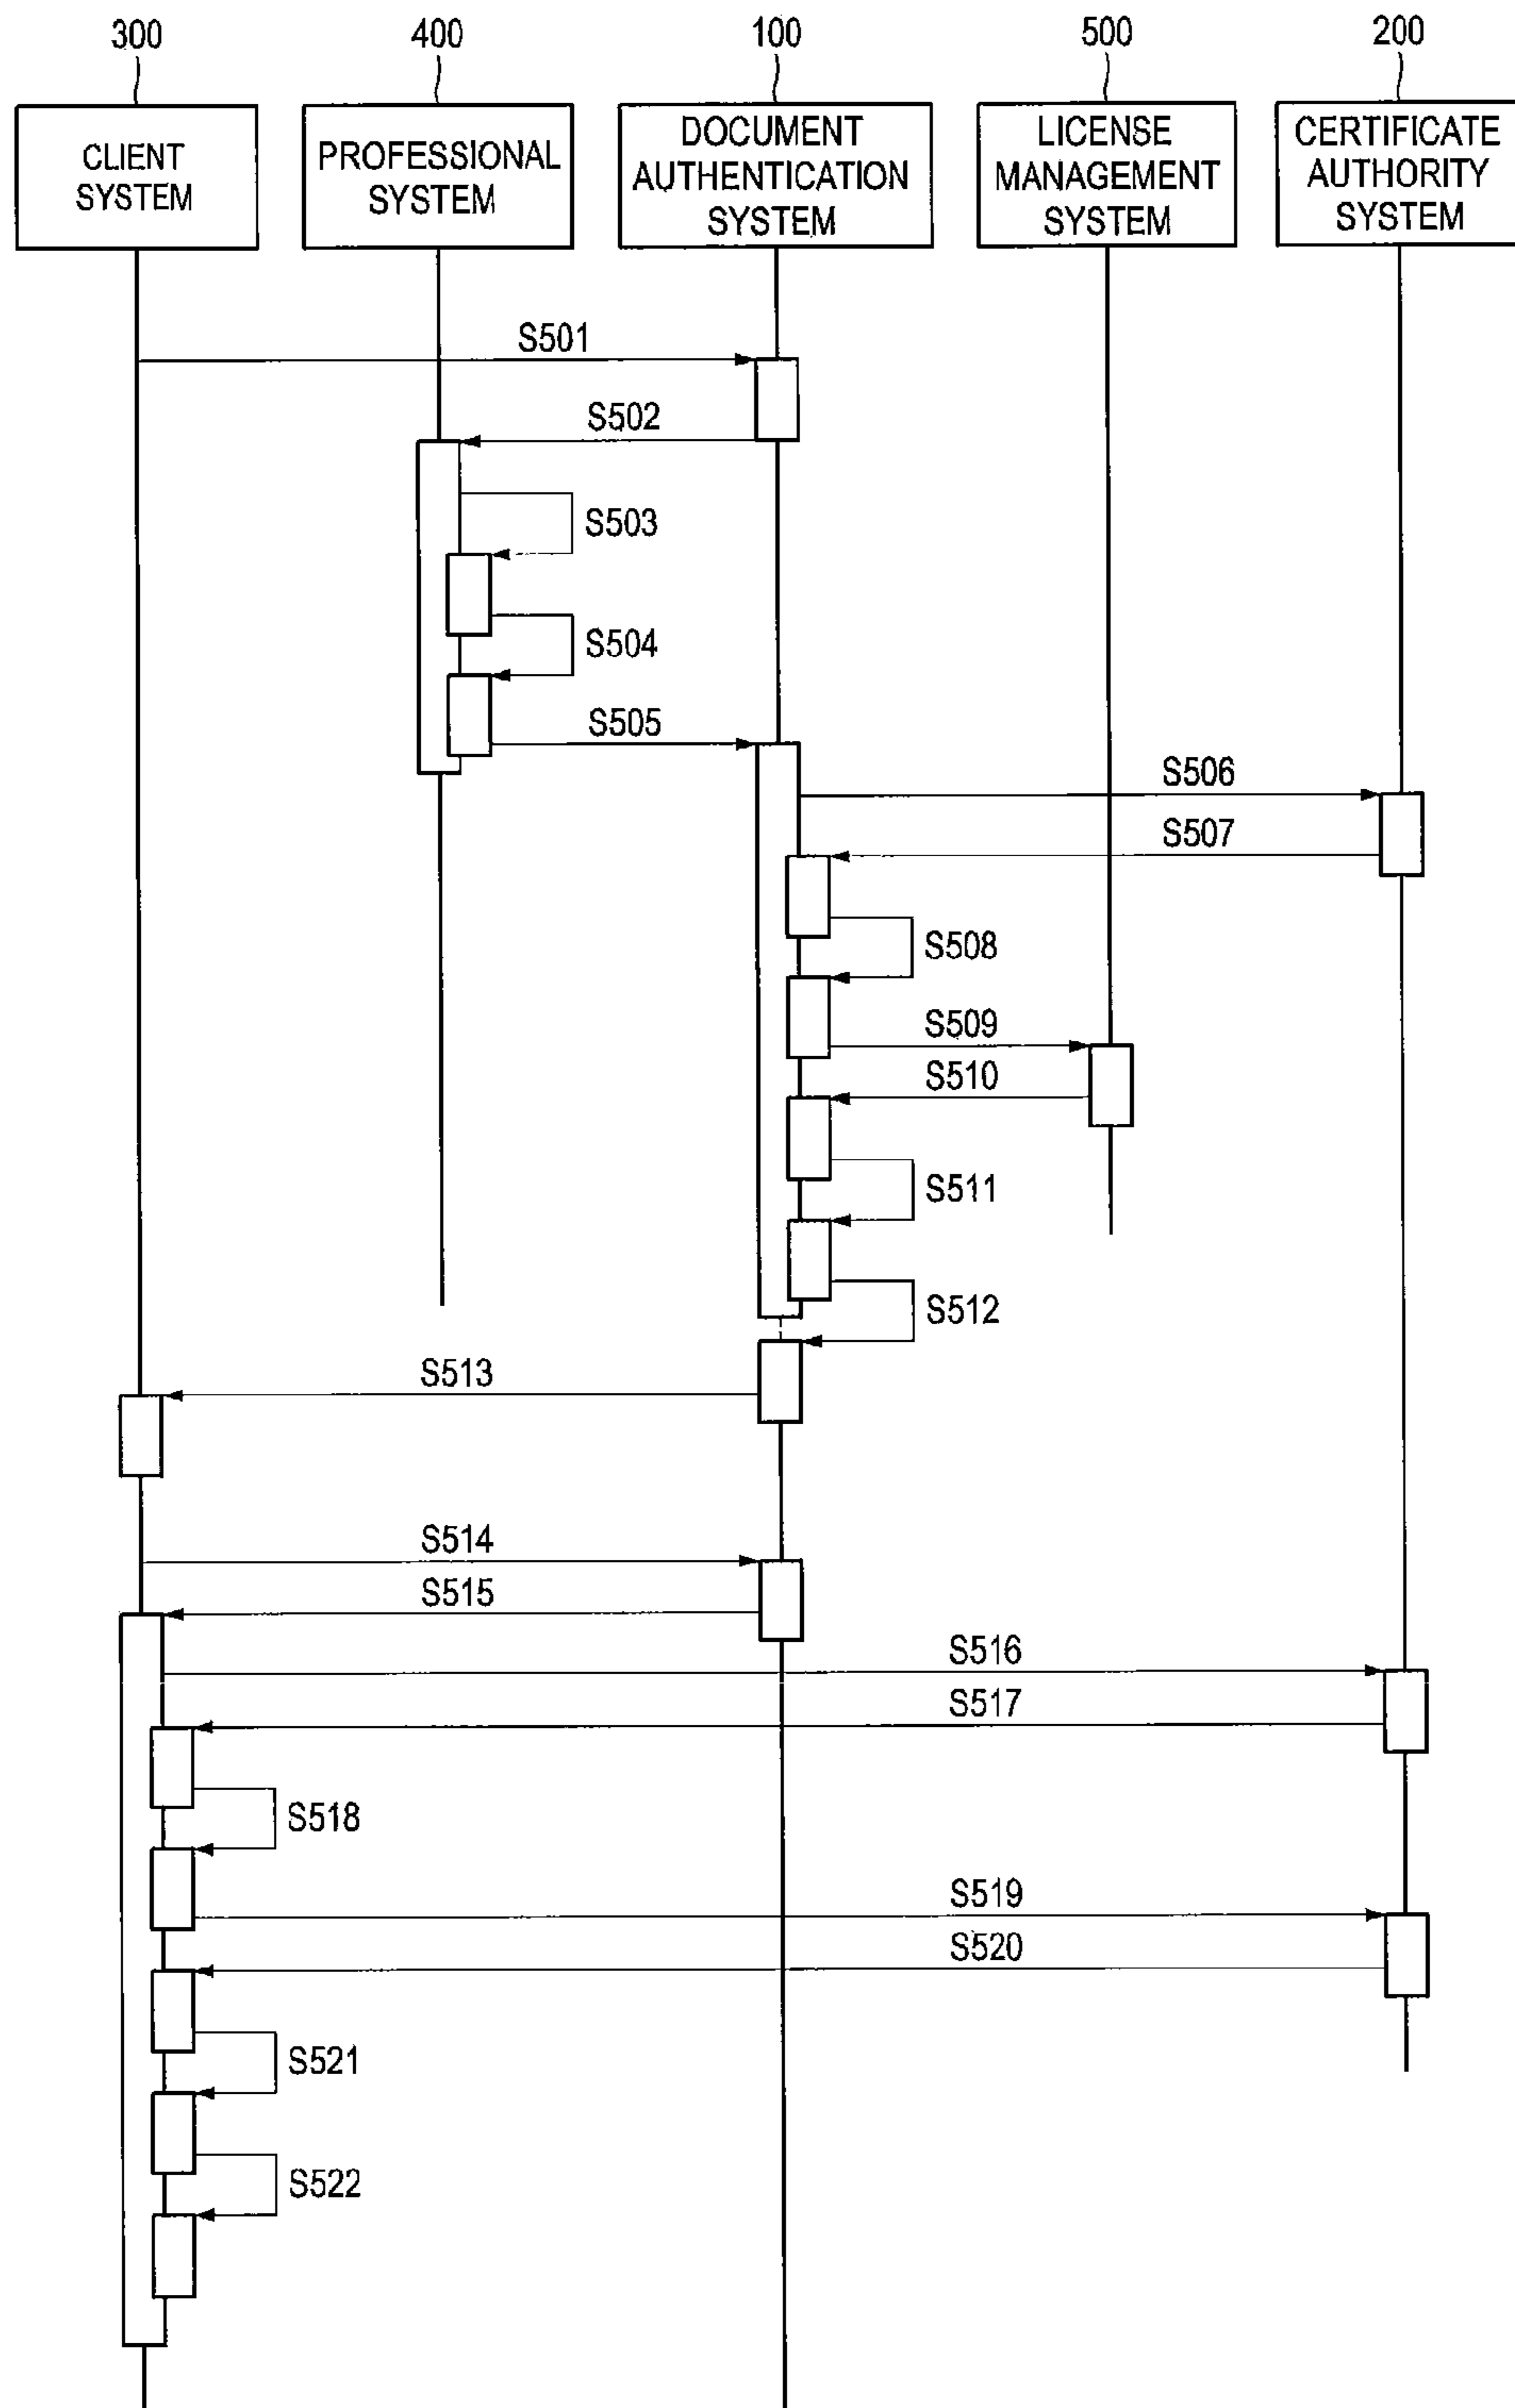 300
400
100
500
200
CLIENT
SYSTEM
PROFESSIONAL
SYSTEM
DOCUMENT
AUTHENTICATION
SYSTEM
LICENSE
MANAGEMENT
SYSTEM
CERTIFICATE
AUTHORITY
SYSTEM
S501
S502
S503
S504
S505
S506
S507
S508
S509
S510
S511
S512
S513
S514
S515
S516
S517
S518
S519
S520
S521
S522